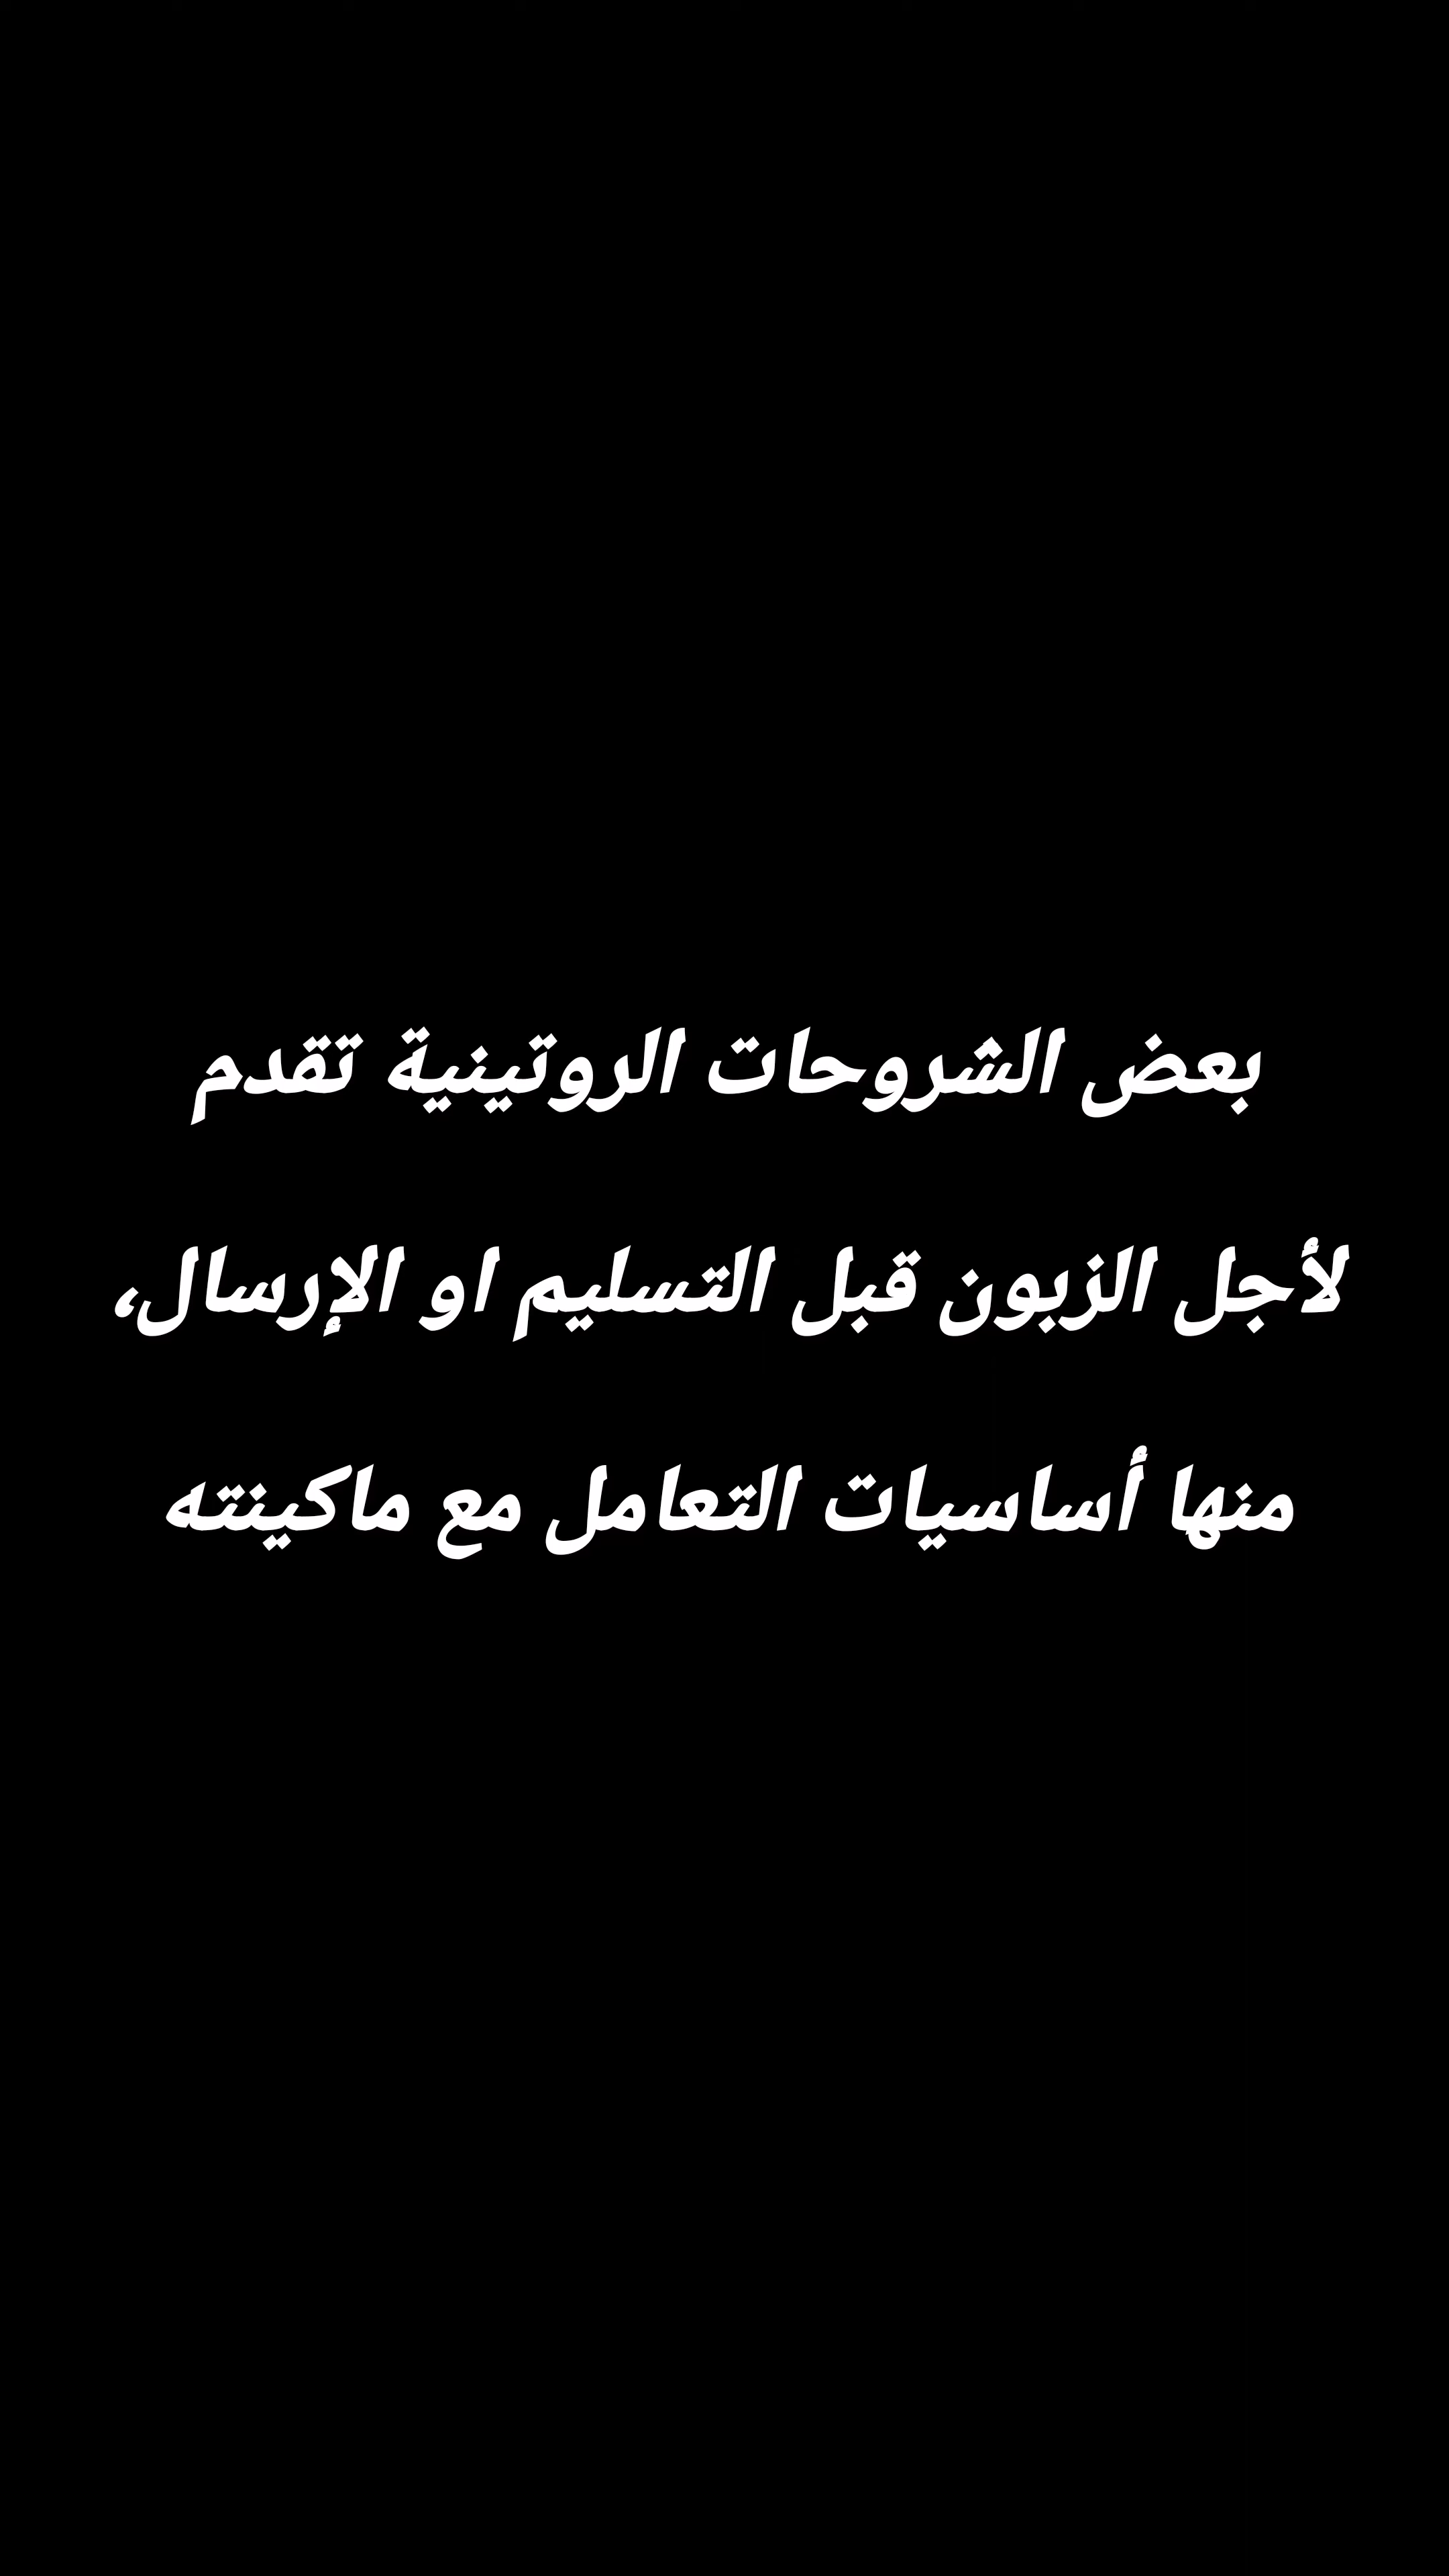 بعض الشروحات الروتينية تقدم
لأجل الزبون قبل التسليم او الإرسال،
منها أساسيات التعامل مع ماكينته